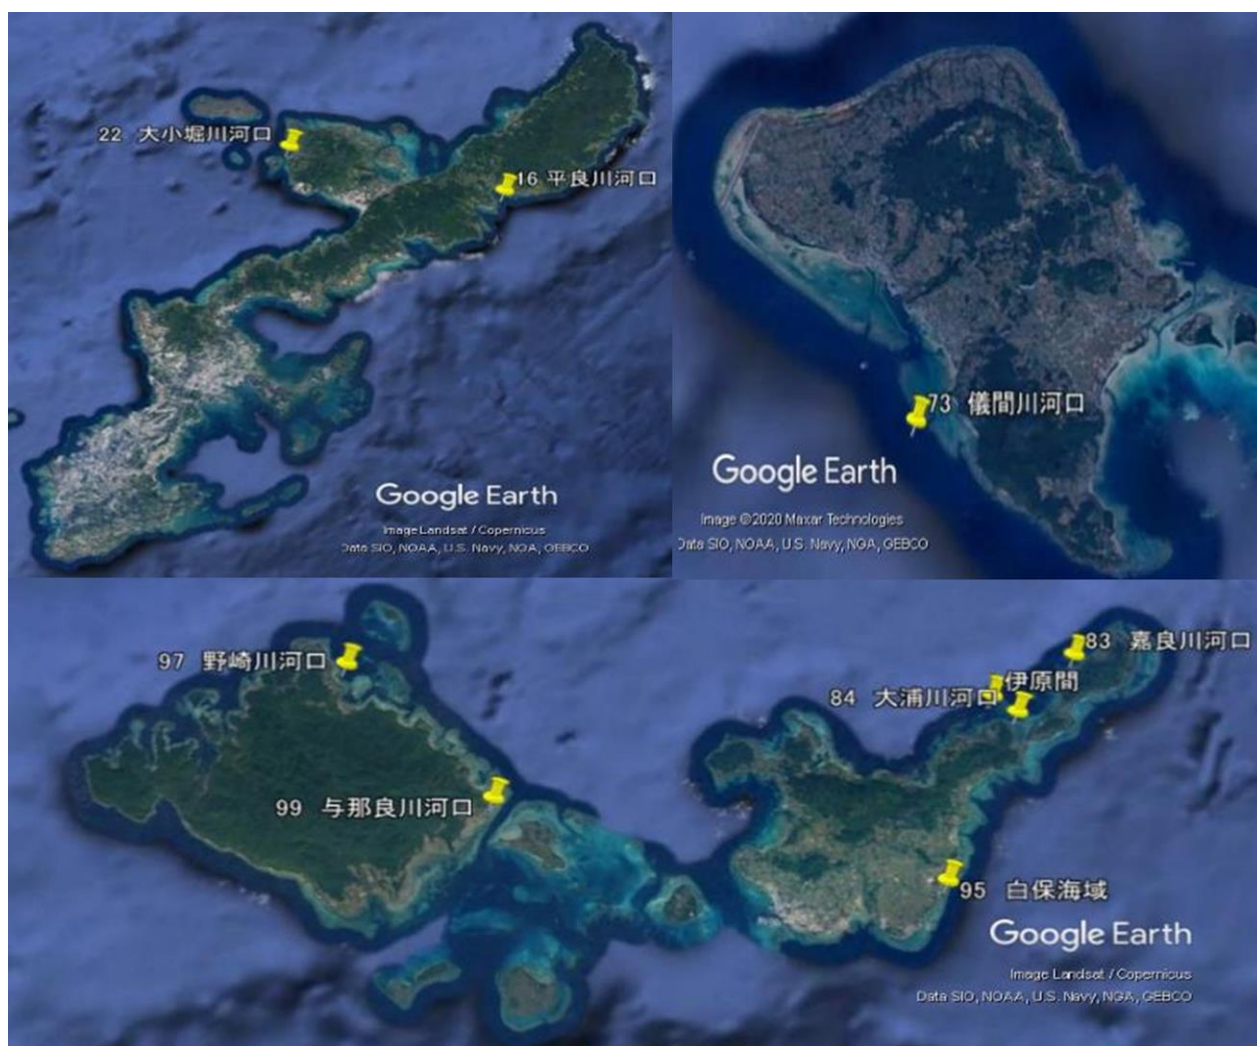 22 大小堀川河口
16 平良川河口
Google Earth
Image Landsat / Copernicus
Data SIO, NOAA, U.S. Navy, NGA, GEBCO
73 儀間川河口
Google Earth
Image ©2020 Maxar Technologies
Data SIO, NOAA, U.S. Navy, NGA, GEBCO
97 野崎川河口
83 嘉良川河口
伊原間
84 大浦川河口
99 与那良川河口
95 白保海域
Google Earth
Image Landsat / Copernicus
Data SIO, NOAA, U.S. Navy, NGA, GEBCO